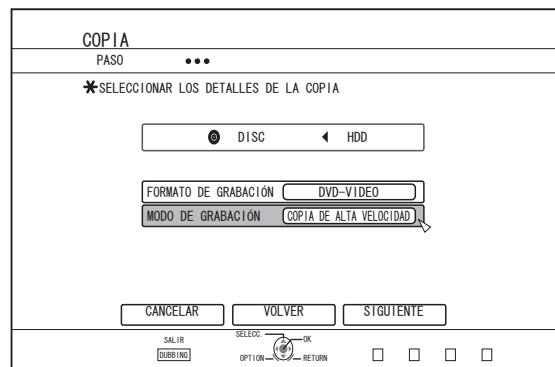 COPIA
PASO
SELECCIONAR LOS DETALLES DE LA COPIA
DISC HDD
FORMATO DE GRABACIÓN DVD-VIDEO
MODO DE GRABACIÓN COPIA DE ALTA VELOCIDAD
CANCELAR VOLVER SIGUIENTE
SALIR SELECC. OK
DUBBING OPTION RETURN